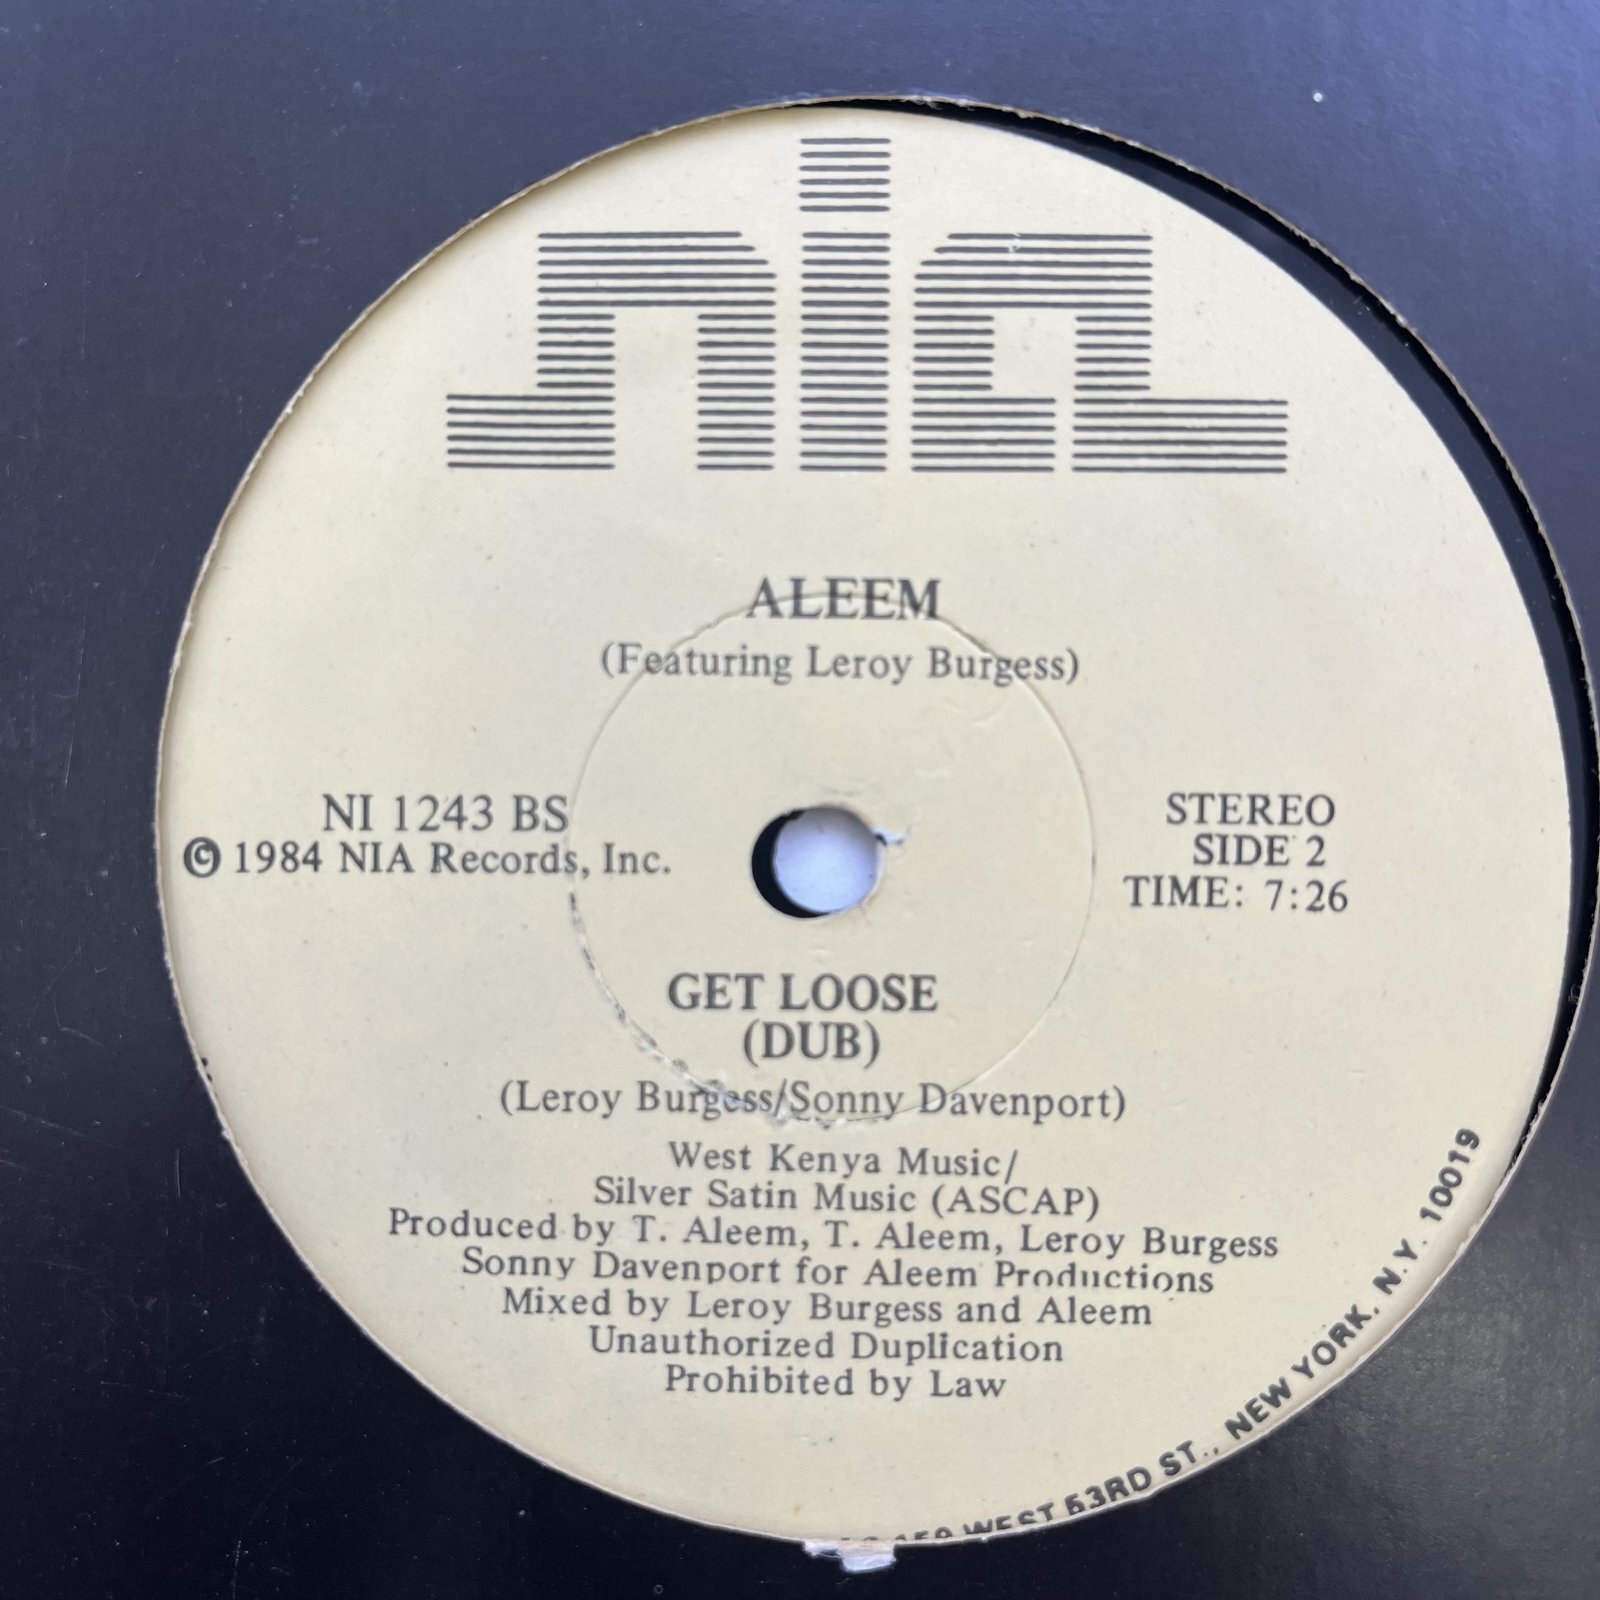 nia
ALEEM
(Featuring Leroy Burgess)
NI 1243 BS
© 1984 NIA Records, Inc.
STEREO
SIDE 2
TIME: 7:26
GET LOOSE
(DUB)
(Leroy Burgess/Sonny Davenport)
West Kenya Music/
Silver Satin Music (ASCAP)
Produced by T. Aleem, T. Aleem, Leroy Burgess
Sonny Davenport for Aleem Productions
Mixed by Leroy Burgess and Aleem
Unauthorized Duplication
Prohibited by Law
WEST 53RD ST., NEW YORK, N.Y. 10019